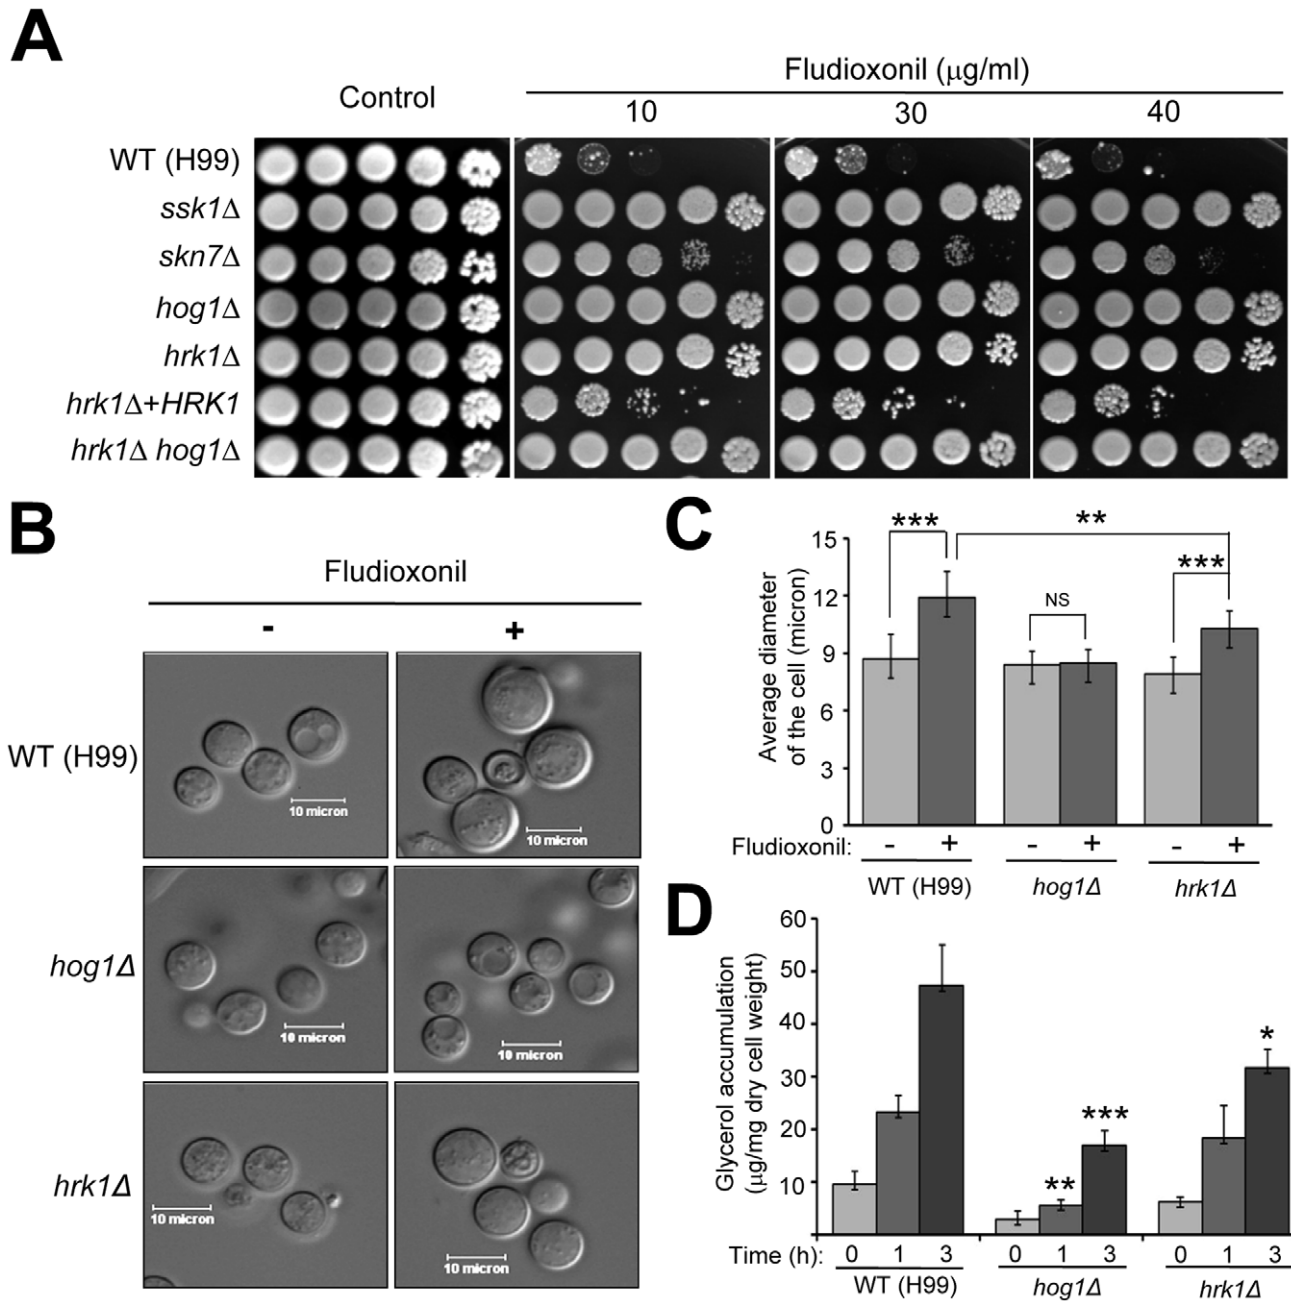 A
Control
Fludioxonil (μg/ml)
10 30 40
WT (H99)
ssk1Δ
skn7Δ
hog1Δ
hrk1Δ
hrk1Δ+HRK1
hrk1Δ hog1Δ
B
Fludioxonil
- +
WT (H99)
10 micron
10 micron
hog1Δ
10 micron
10 micron
hrk1Δ
10 micron
10 micron
C
Average diameter
of the cell (micron)
15
12
9
6
3
0
***
NS
**
***
Fludioxonil: - + - + - +
WT (H99) hog1Δ hrk1Δ
D
Glycerol accumulation
(μg/mg dry cell weight)
60
50
40
30
20
10
**
***
*
Time (h): 0 1 3 0 1 3 0 1 3
WT (H99) hog1Δ hrk1Δ